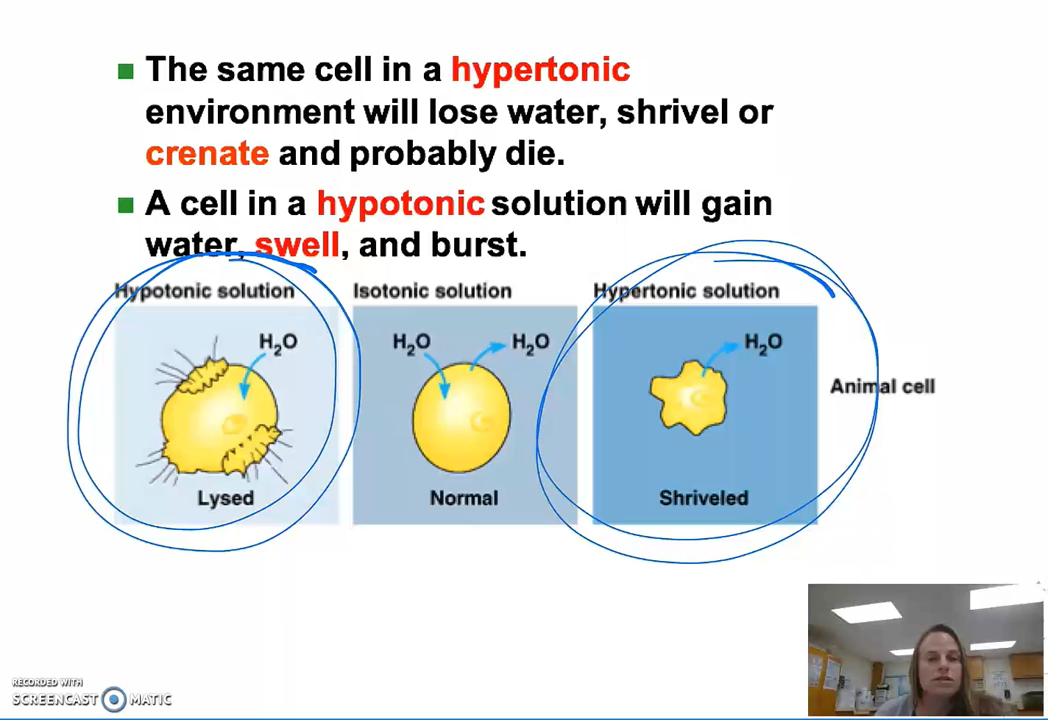 The same cell in a hypertonic
environment will lose water, shrivel or
crenate and probably die.
A cell in a hypotonic solution will gain
water, swell, and burst.
Hypotonic solution
Isotonic solution
Hypertonic solution
H₂O
H₂O
H₂O
H₂O
Animal cell
Lysed
Normal
Shriveled
RECORDED WITH
SCREENCAST MATIC